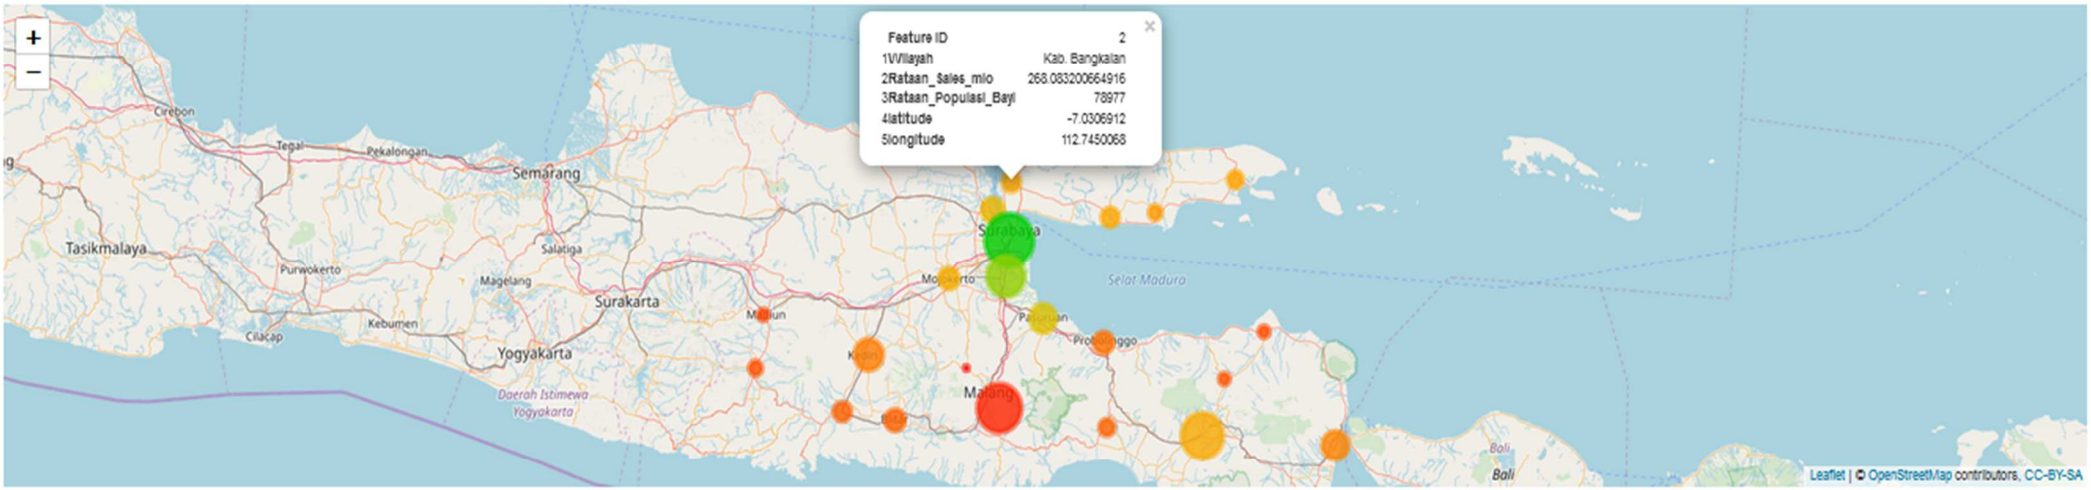 +
−
×
Feature ID 2
1Wilayah Kab. Bangkalan
2Rataan_Sales_mio 268.083200664916
3Rataan_Populasi_Bayi 78977
4latitude -7.0306912
5longitude 112.7450068
Cirebon
Tegal
Pekalongan
Semarang
Surabaya
Tasikmalaya
Salatiga
Purwokerto
Magelang
Mojokerto
Selat Madura
Surakarta
Madiun
Pasuruan
Kebumen
Cilacap
Probolinggo
Yogyakarta
Kediri
Malang
Daerah Istimewa
Yogyakarta
Blitar
Bali
Bali
Leaflet | © OpenStreetMap contributors, CC-BY-SA